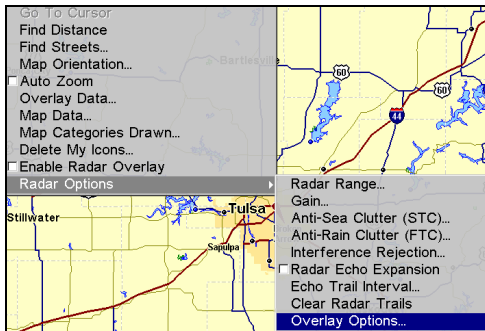 Go To Cursor
Find Distance
Find Streets...
Map Orientation...
Auto Zoom
Overlay Data...
Map Data...
Map Categories Drawn...
Delete My Icons...
Enable Radar Overlay
Radar Options
Radar Range...
Gain...
Anti-Sea Clutter (STC)...
Anti-Rain Clutter (FTC)...
Interference Rejection...
Radar Echo Expansion
Echo Trail Interval...
Clear Radar Trails
Overlay Options...
Bartlesville
60
60
44
Tulsa
Stillwater
Sapulpa